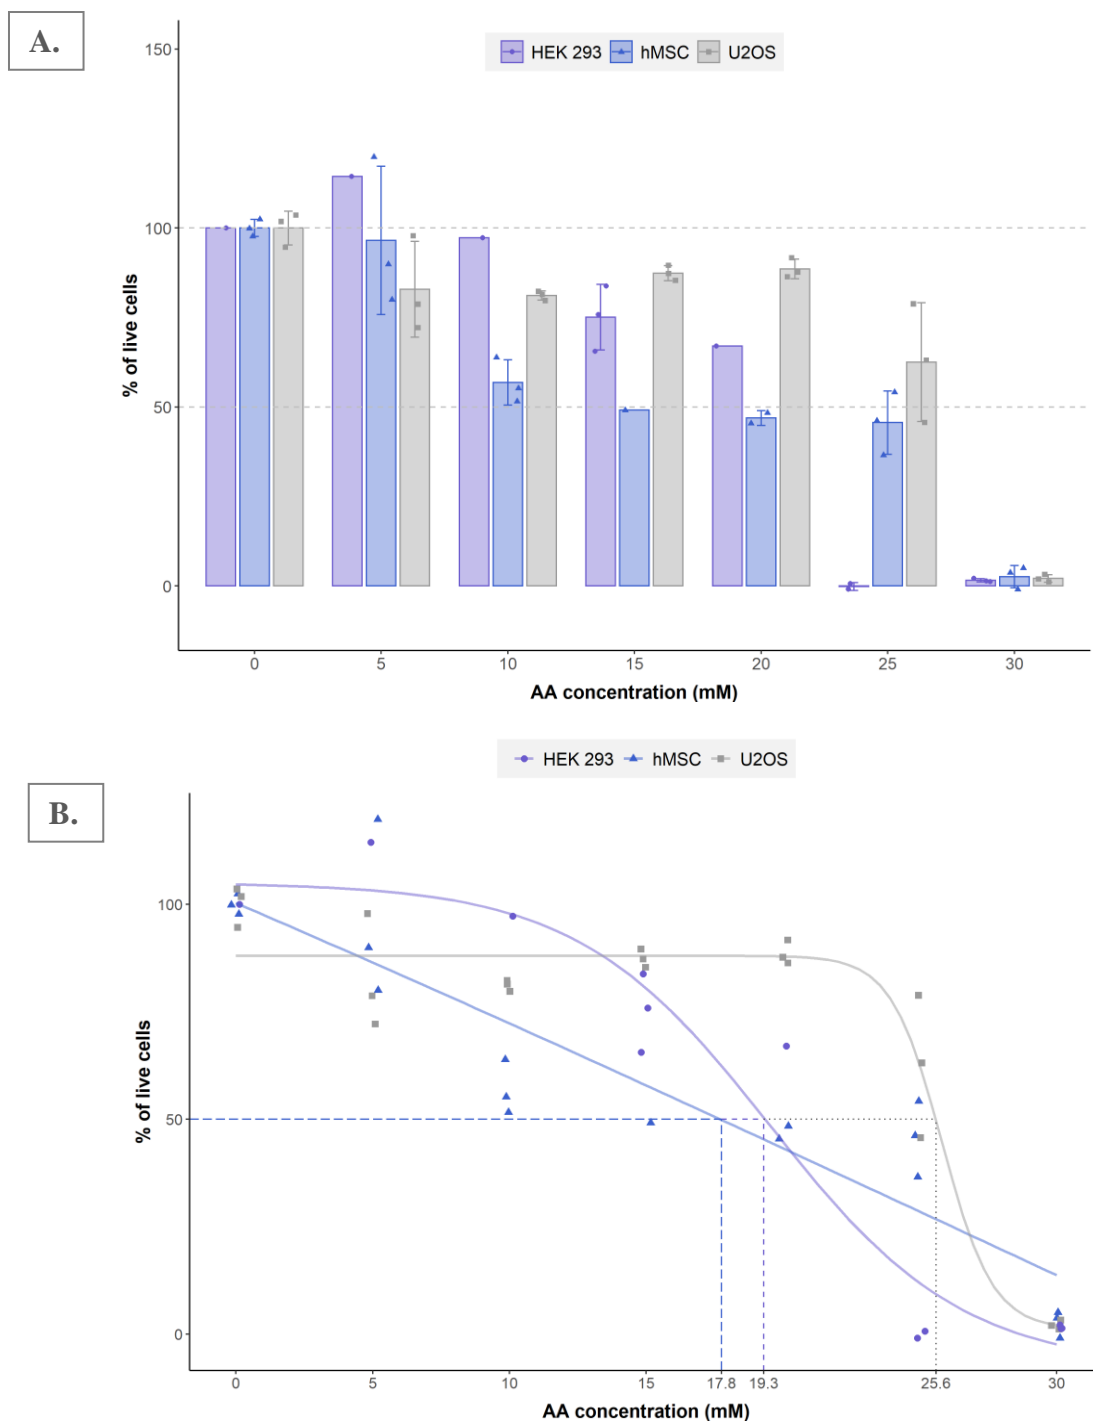 A.
HEK 293 hMSC U2OS
150
100
50
0
% of live cells
0 5 10 15 20 25 30
AA concentration (mM)
B.
HEK 293 hMSC U2OS
100
50
0
% of live cells
0 5 10 15 17.8 19.3 25.6 30
AA concentration (mM)